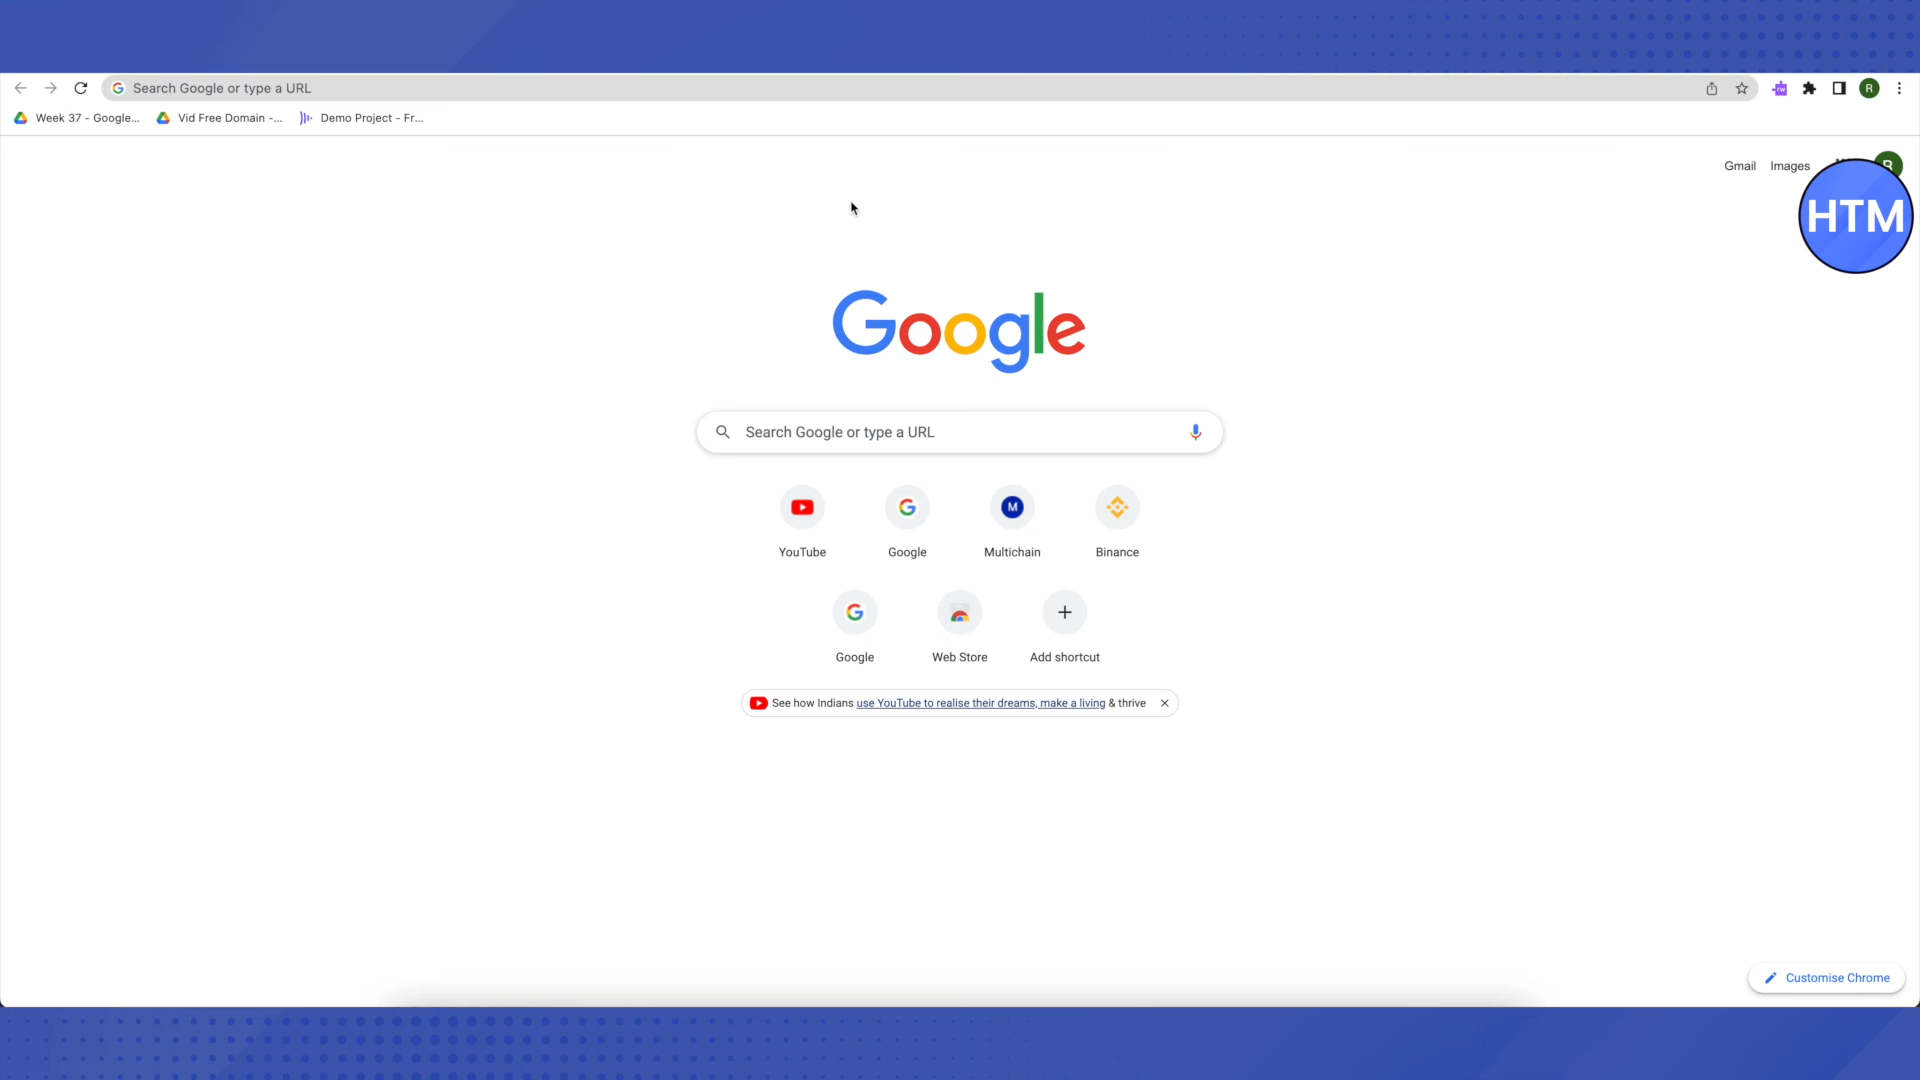 Search Google or type a URL
R
Week 37 - Google...
Vid Free Domain -...
Demo Project - Fr...
Gmail
Images
HTM
Google
Search Google or type a URL
M
YouTube
Google
Multichain
Binance
Google
Web Store
Add shortcut
See how Indians use YouTube to realise their dreams, make a living & thrive
Customise Chrome